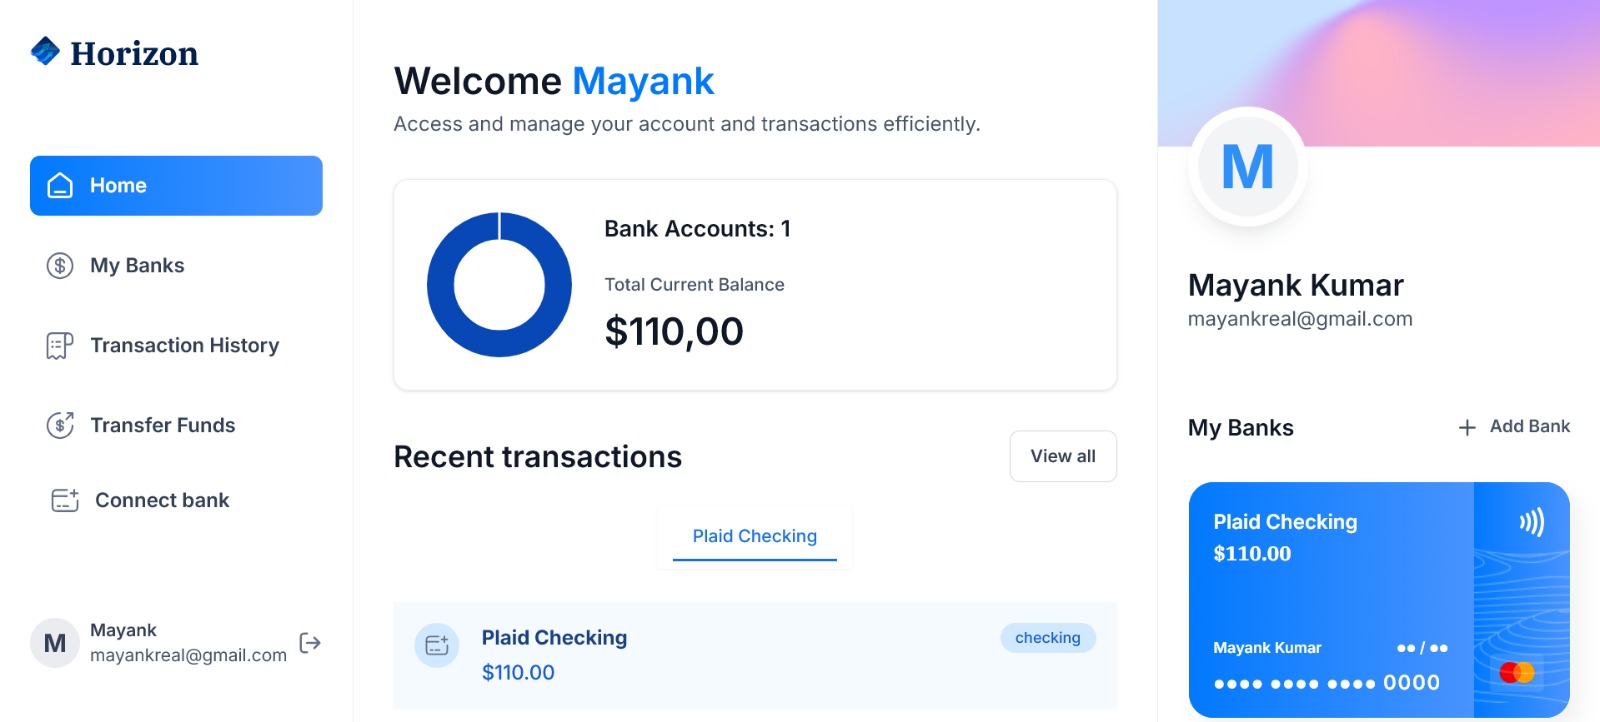 Horizon
Home
My Banks
Transaction History
Transfer Funds
Connect bank
M
Mayank
mayankreal@gmail.com
Welcome Mayank
Access and manage your account and transactions efficiently.
Bank Accounts: 1
Total Current Balance
$110,00
Recent transactions
View all
Plaid Checking
Plaid Checking
checking
$110.00
M
Mayank Kumar
mayankreal@gmail.com
My Banks
+ Add Bank
Plaid Checking
$110.00
Mayank Kumar ●● / ●●
●●●● ●●●● ●●●● 0000